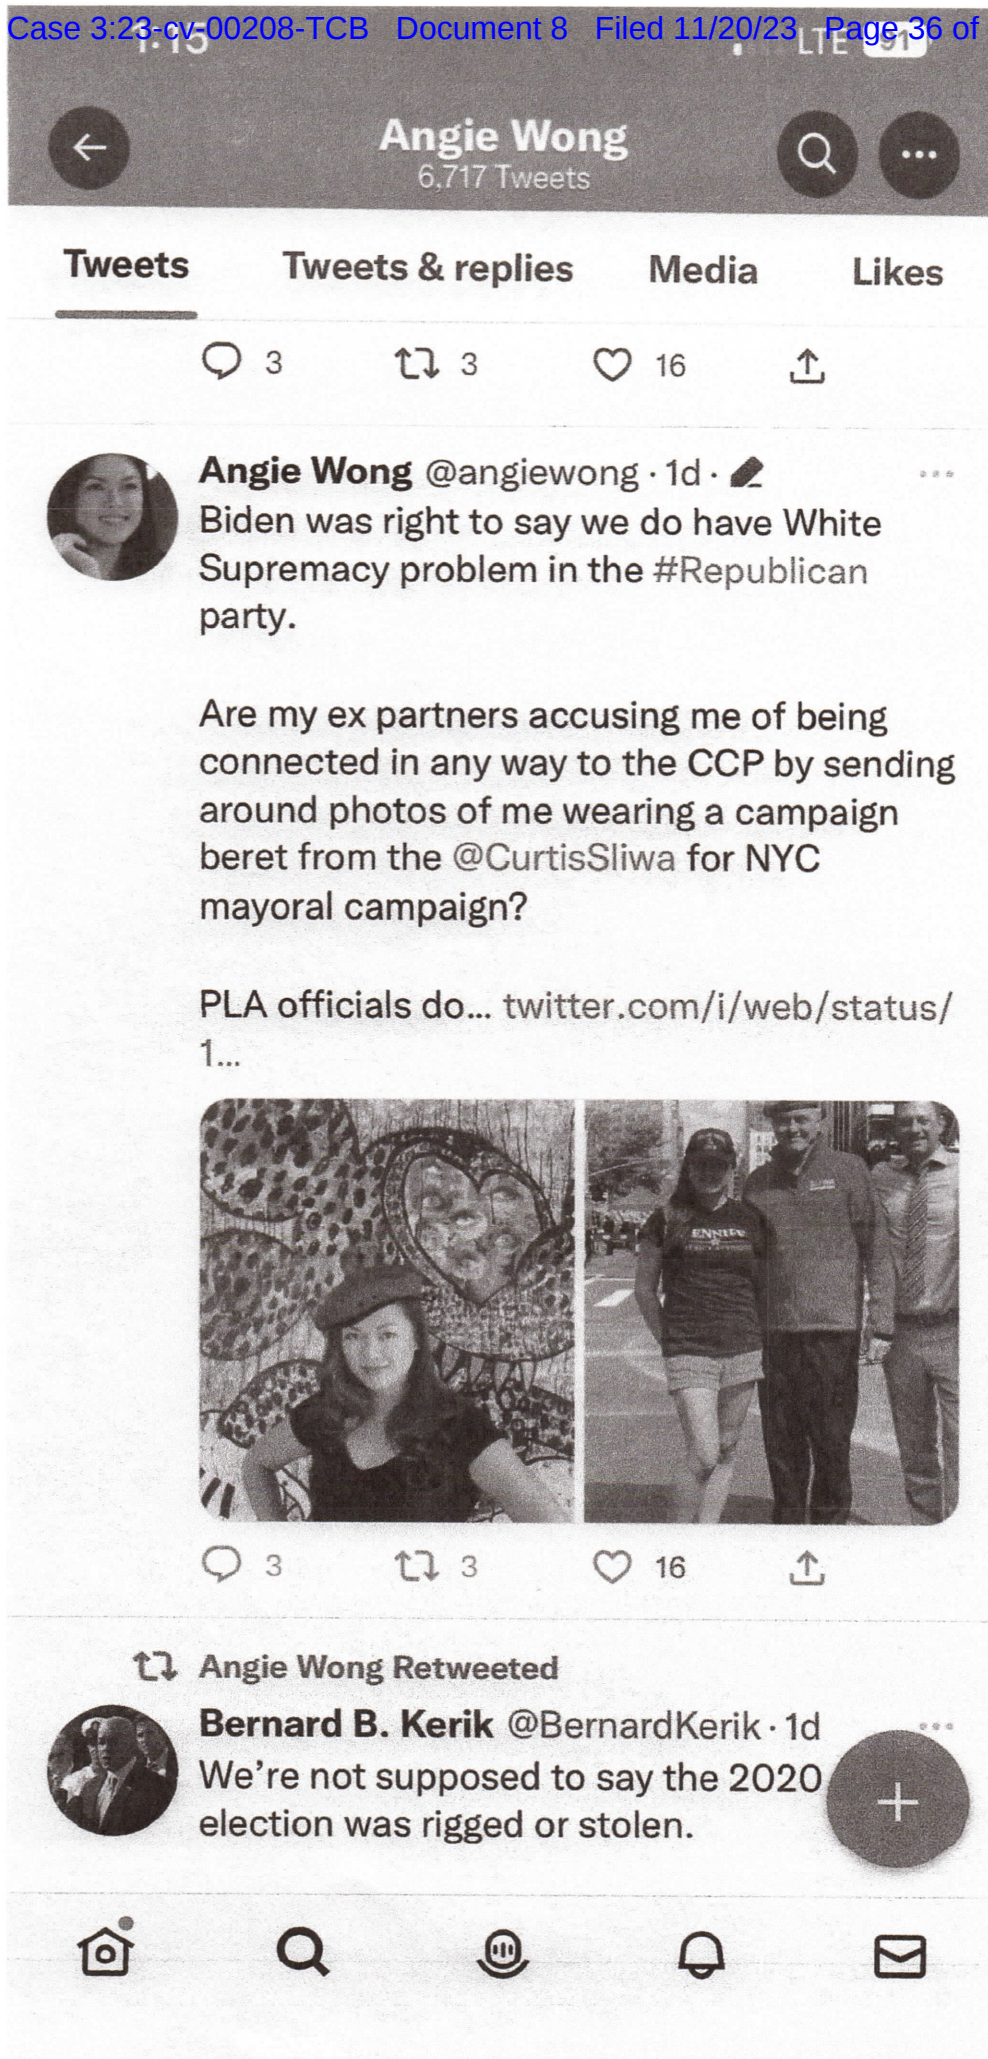 Case 3:23-cv-00208-TCB Document 8 Filed 11/20/23 Page 36 of
1:15 LTE 91
Angie Wong
6,717 Tweets
Tweets Tweets & replies Media Likes
3 3 16
Angie Wong @angiewong · 1d ·
Biden was right to say we do have White
Supremacy problem in the #Republican
party.
Are my ex partners accusing me of being
connected in any way to the CCP by sending
around photos of me wearing a campaign
beret from the @CurtisSliwa for NYC
mayoral campaign?
PLA officials do... twitter.com/i/web/status/
1...
3 3 16
Angie Wong Retweeted
Bernard B. Kerik @BernardKerik · 1d
We're not supposed to say the 2020
election was rigged or stolen.